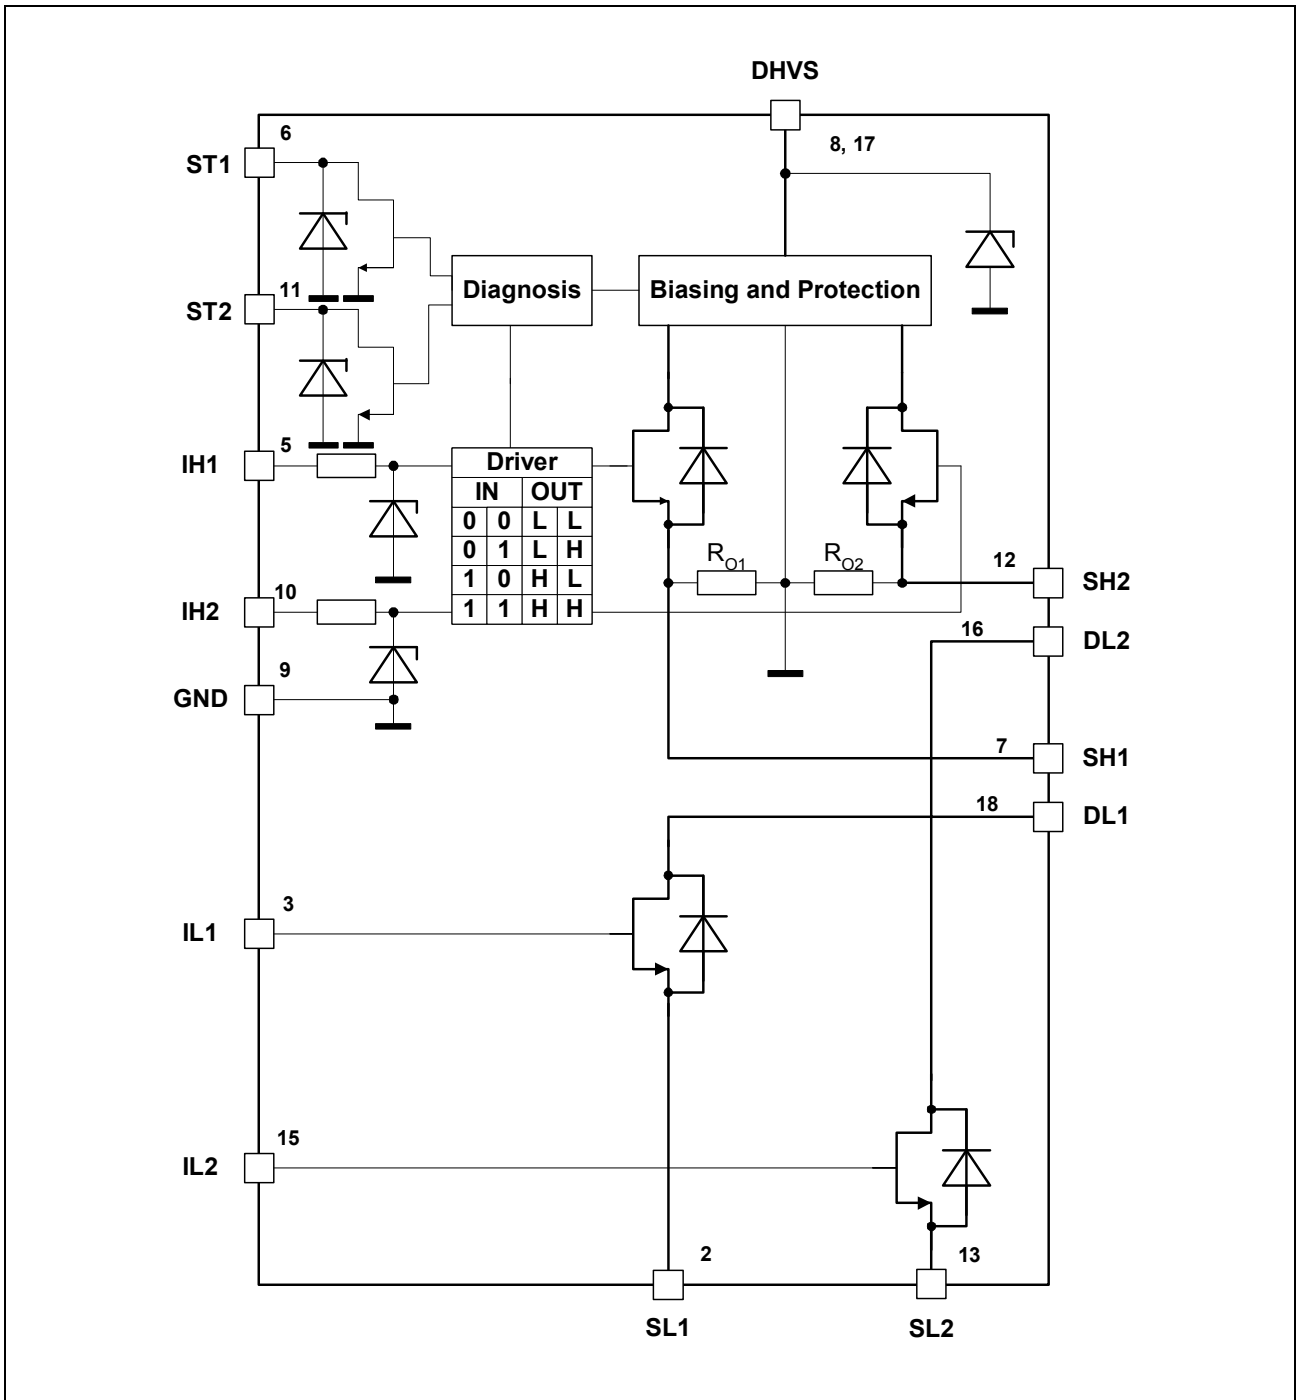 DHVS
8, 17
6
ST1
11
ST2
Diagnosis
Biasing and Protection
5
IH1
Driver
IN OUT
0 0 L L
0 1 L H
1 0 H L
1 1 H H
RO1
RO2
12
SH2
10
IH2
16
DL2
9
GND
7
SH1
18
DL1
3
IL1
15
IL2
2
13
SL1
SL2